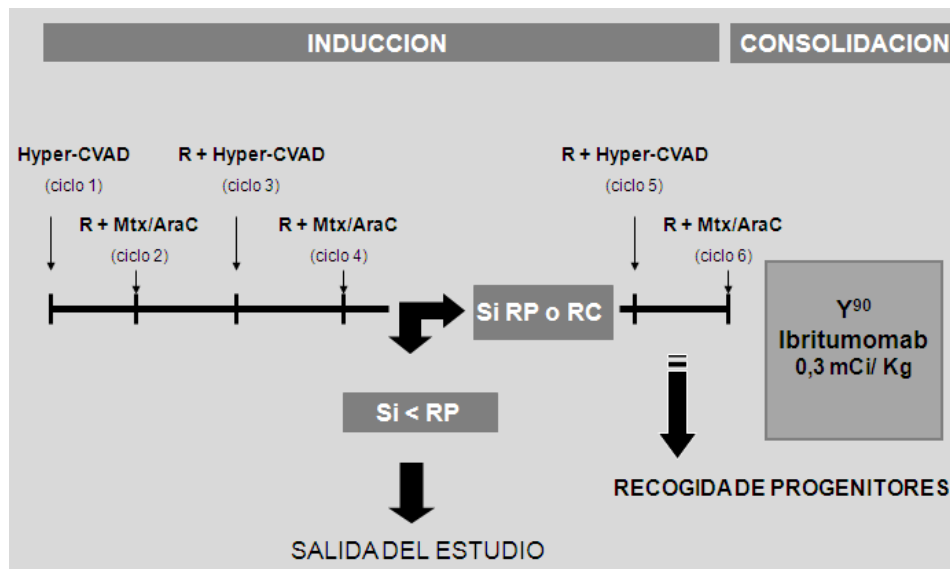 INDUCCION
CONSOLIDACION
Hyper-CVAD
(ciclo 1)
R + Mtx/AraC
(ciclo 2)
R + Hyper-CVAD
(ciclo 3)
R + Mtx/AraC
(ciclo 4)
R + Hyper-CVAD
(ciclo 5)
R + Mtx/AraC
(ciclo 6)
Si RP o RC
Si < RP
SALIDA DEL ESTUDIO
RECOGIDA DE PROGENITORES
Y90
Ibritumomab
0,3 mCi/ Kg